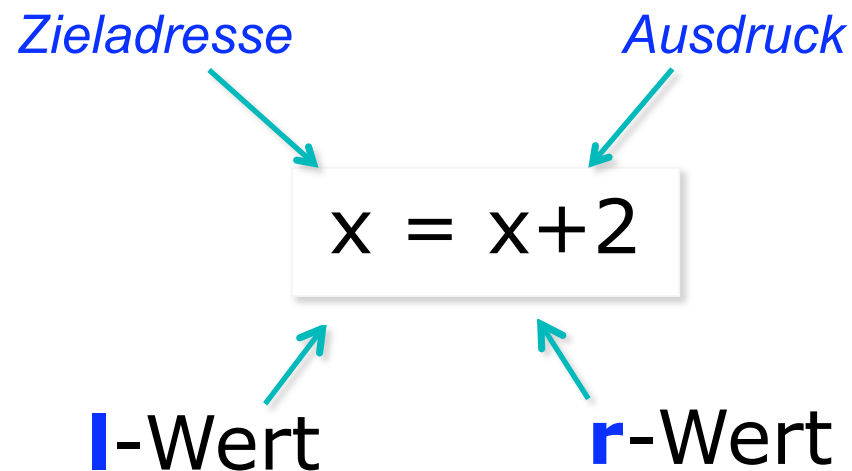 Zieladresse Ausdruck
x = x+2
l-Wert r-Wert